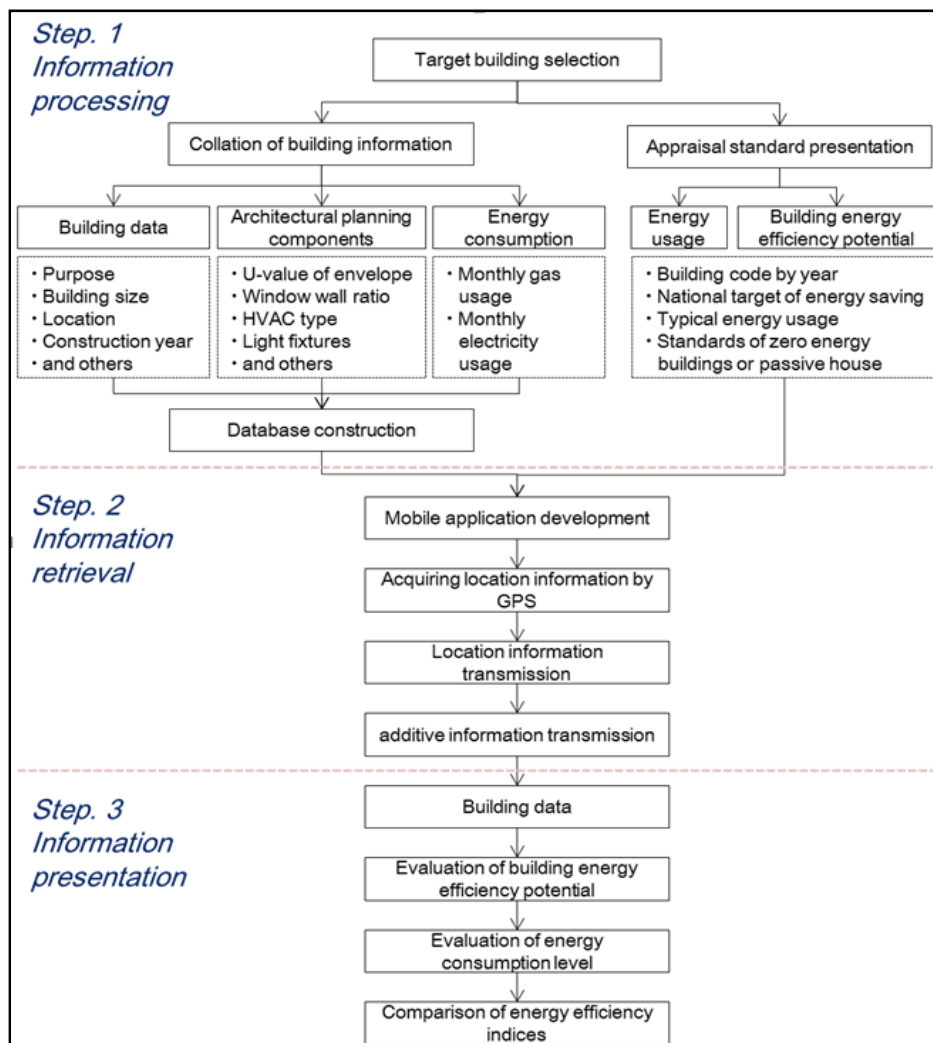 Step. 1
Information
processing
Target building selection
Collation of building information
Appraisal standard presentation
Building data
Architectural planning
components
Energy
consumption
Energy
usage
Building energy
efficiency potential
・Purpose
・Building size
・Location
・Construction year
・and others
・U-value of envelope
・Window wall ratio
・HVAC type
・Light fixtures
・and others
・Monthly gas
usage
・Monthly
electricity
usage
・Building code by year
・National target of energy saving
・Typical energy usage
・Standards of zero energy
buildings or passive house
Database construction
Step. 2
Information
retrieval
Mobile application development
Acquiring location information by
GPS
Location information
transmission
additive information transmission
Step. 3
Information
presentation
Building data
Evaluation of building energy
efficiency potential
Evaluation of energy
consumption level
Comparison of energy efficiency
indices